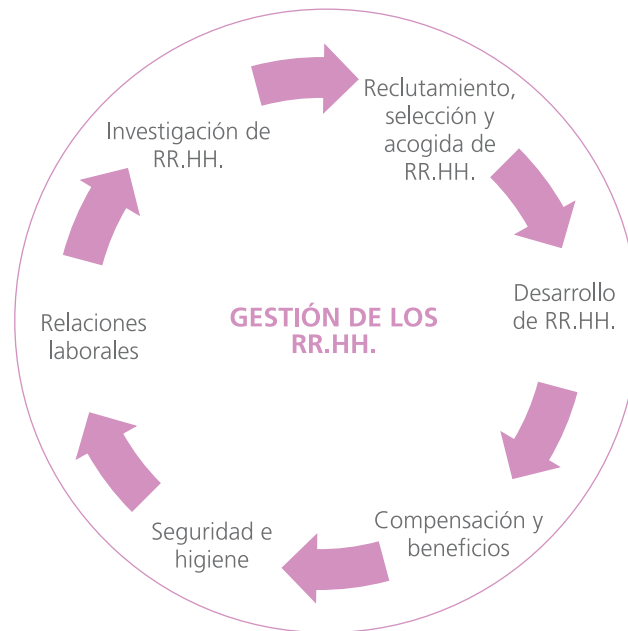 Reclutamiento,
selección y
acogida de
RR.HH.
Investigación de
RR.HH.
Desarrollo
de RR.HH.
GESTIÓN DE LOS
RR.HH.
Relaciones
laborales
Compensación y
beneficios
Seguridad e
higiene